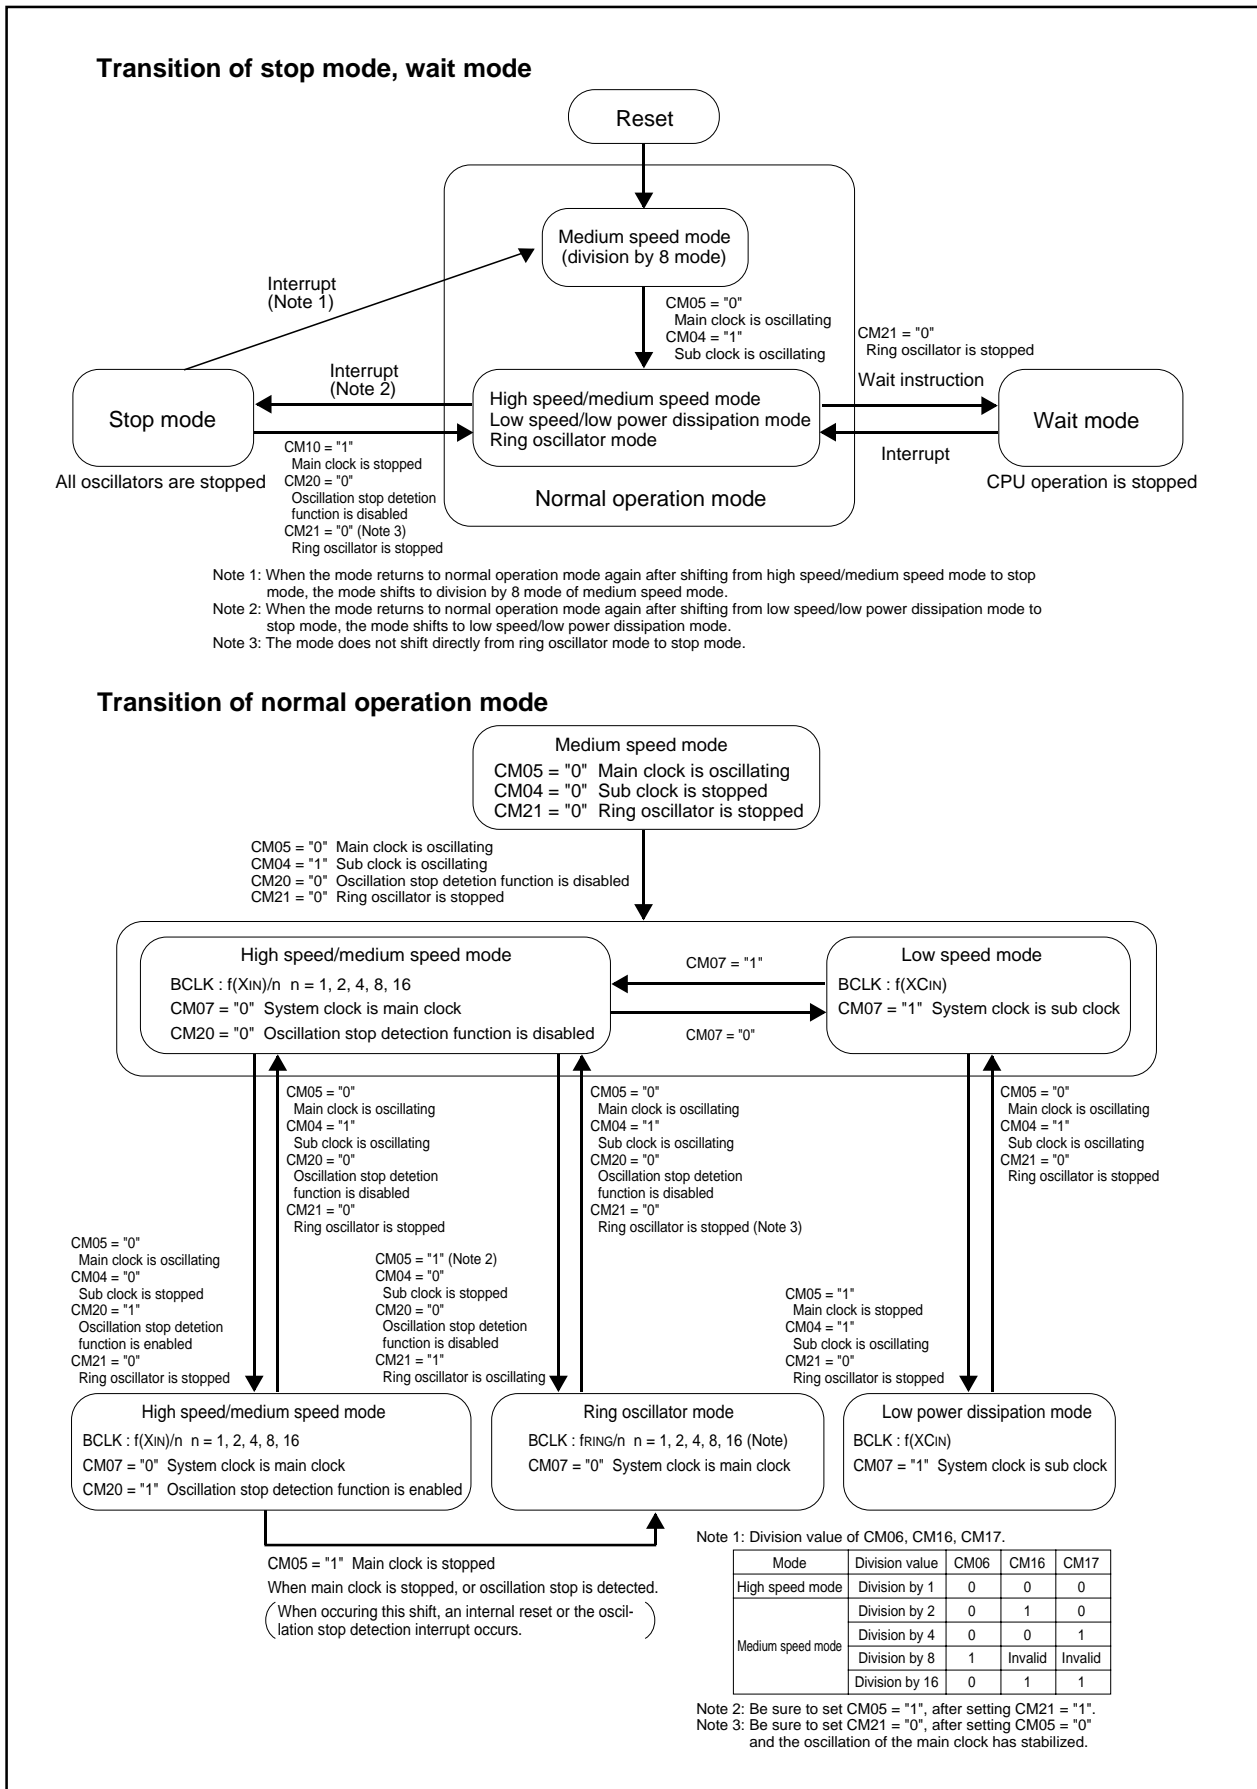 Transition of stop mode, wait mode
Reset
Medium speed mode
(division by 8 mode)
Interrupt
(Note 1)
CM05 = "0"
Main clock is oscillating
CM04 = "1"
Sub clock is oscillating
CM21 = "0"
Ring oscillator is stopped
Interrupt
(Note 2)
Wait instruction
Stop mode
High speed/medium speed mode
Low speed/low power dissipation mode
Ring oscillator mode
Wait mode
Interrupt
All oscillators are stopped
CM10 = "1"
Main clock is stopped
CM20 = "0"
Oscillation stop detetion
function is disabled
CM21 = "0" (Note 3)
Ring oscillator is stopped
Normal operation mode
CPU operation is stopped
Note 1: When the mode returns to normal operation mode again after shifting from high speed/medium speed mode to stop
mode, the mode shifts to division by 8 mode of medium speed mode.
Note 2: When the mode returns to normal operation mode again after shifting from low speed/low power dissipation mode to
stop mode, the mode shifts to low speed/low power dissipation mode.
Note 3: The mode does not shift directly from ring oscillator mode to stop mode.
Transition of normal operation mode
Medium speed mode
CM05 = "0" Main clock is oscillating
CM04 = "0" Sub clock is stopped
CM21 = "0" Ring oscillator is stopped
CM05 = "0" Main clock is oscillating
CM04 = "1" Sub clock is oscillating
CM20 = "0" Oscillation stop detetion function is disabled
CM21 = "0" Ring oscillator is stopped
High speed/medium speed mode
BCLK : f(XIN)/n n = 1, 2, 4, 8, 16
CM07 = "0" System clock is main clock
CM20 = "0" Oscillation stop detection function is disabled
CM07 = "1"
CM07 = "0"
Low speed mode
BCLK : f(XCIN)
CM07 = "1" System clock is sub clock
CM05 = "0"
Main clock is oscillating
CM04 = "1"
Sub clock is oscillating
CM20 = "0"
Oscillation stop detetion
function is disabled
CM21 = "0"
Ring oscillator is stopped
CM05 = "0"
Main clock is oscillating
CM04 = "1"
Sub clock is oscillating
CM20 = "0"
Oscillation stop detetion
function is disabled
CM21 = "0"
Ring oscillator is stopped (Note 3)
CM05 = "0"
Main clock is oscillating
CM04 = "1"
Sub clock is oscillating
CM21 = "0"
Ring oscillator is stopped
CM05 = "0"
Main clock is oscillating
CM04 = "0"
Sub clock is stopped
CM20 = "1"
Oscillation stop detetion
function is enabled
CM21 = "0"
Ring oscillator is stopped
CM05 = "1" (Note 2)
CM04 = "0"
Sub clock is stopped
CM20 = "0"
Oscillation stop detetion
function is disabled
CM21 = "1"
Ring oscillator is oscillating
CM05 = "1"
Main clock is stopped
CM04 = "1"
Sub clock is oscillating
CM21 = "0"
Ring oscillator is stopped
High speed/medium speed mode
BCLK : f(XIN)/n n = 1, 2, 4, 8, 16
CM07 = "0" System clock is main clock
CM20 = "1" Oscillation stop detection function is enabled
Ring oscillator mode
BCLK : fRING/n n = 1, 2, 4, 8, 16 (Note)
CM07 = "0" System clock is main clock
Low power dissipation mode
BCLK : f(XCIN)
CM07 = "1" System clock is sub clock
CM05 = "1" Main clock is stopped
When main clock is stopped, or oscillation stop is detected.
(When occuring this shift, an internal reset or the oscil-
lation stop detection interrupt occurs.)
Note 1: Division value of CM06, CM16, CM17.
Mode Division value CM06 CM16 CM17
High speed mode Division by 1 0 0 0
Medium speed mode Division by 2 0 1 0
Division by 4 0 0 1
Division by 8 1 Invalid Invalid
Division by 16 0 1 1
Note 2: Be sure to set CM05 = "1", after setting CM21 = "1".
Note 3: Be sure to set CM21 = "0", after setting CM05 = "0"
and the oscillation of the main clock has stabilized.